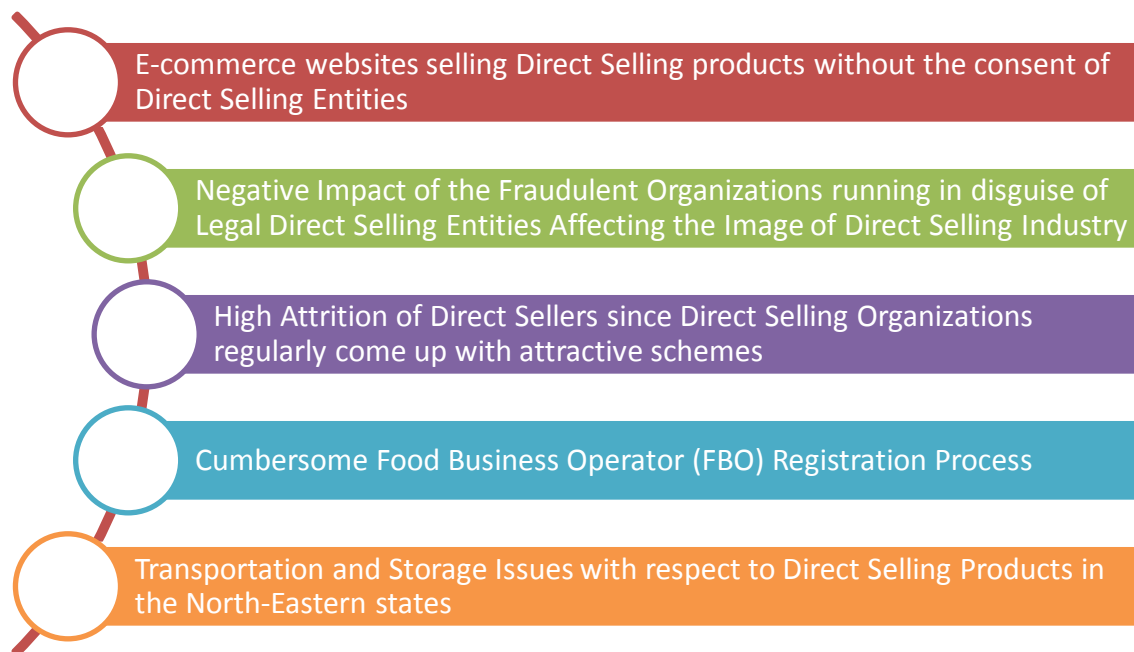 E-commerce websites selling Direct Selling products without the consent of
Direct Selling Entities
Negative Impact of the Fraudulent Organizations running in disguise of
Legal Direct Selling Entities Affecting the Image of Direct Selling Industry
High Attrition of Direct Sellers since Direct Selling Organizations
regularly come up with attractive schemes
Cumbersome Food Business Operator (FBO) Registration Process
Transportation and Storage Issues with respect to Direct Selling Products in
the North-Eastern states